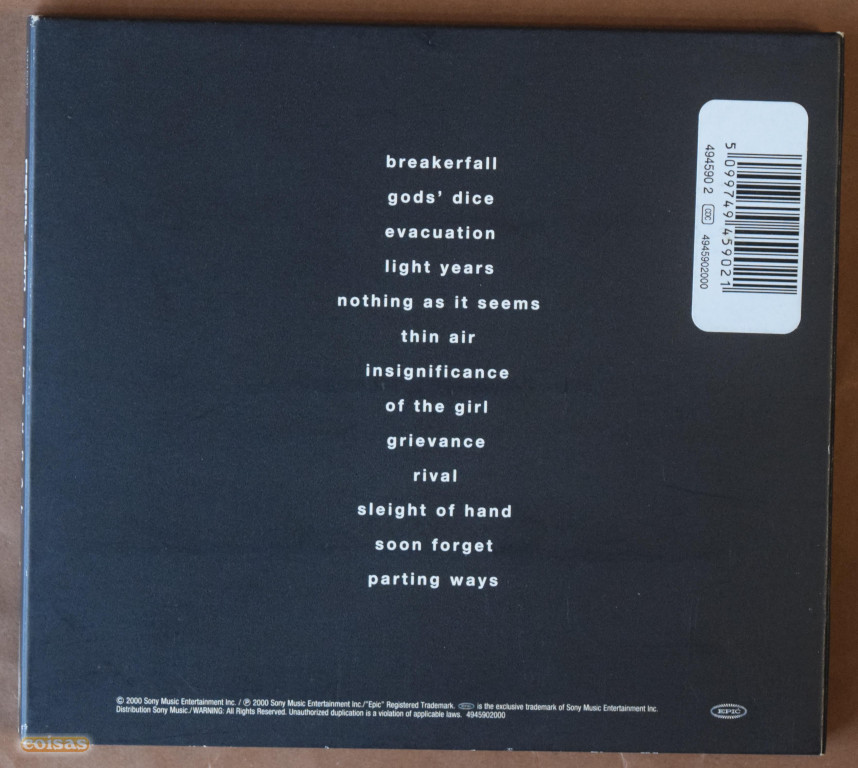 breakerfall
gods' dice
evacuation
light years
nothing as it seems
thin air
insignificance
of the girl
grievance
rival
sleight of hand
soon forget
parting ways
5 099749 459021
494590 2
4945902000
© 2000 Sony Music Entertainment Inc. / ℗ 2000 Sony Music Entertainment Inc./"Epic" Registered Trademark. EPIC is the exclusive trademark of Sony Music Entertainment Inc.
Distribution Sony Music./WARNING: All Rights Reserved. Unauthorized duplication is a violation of applicable laws. 4945902000
EPIC
coisas